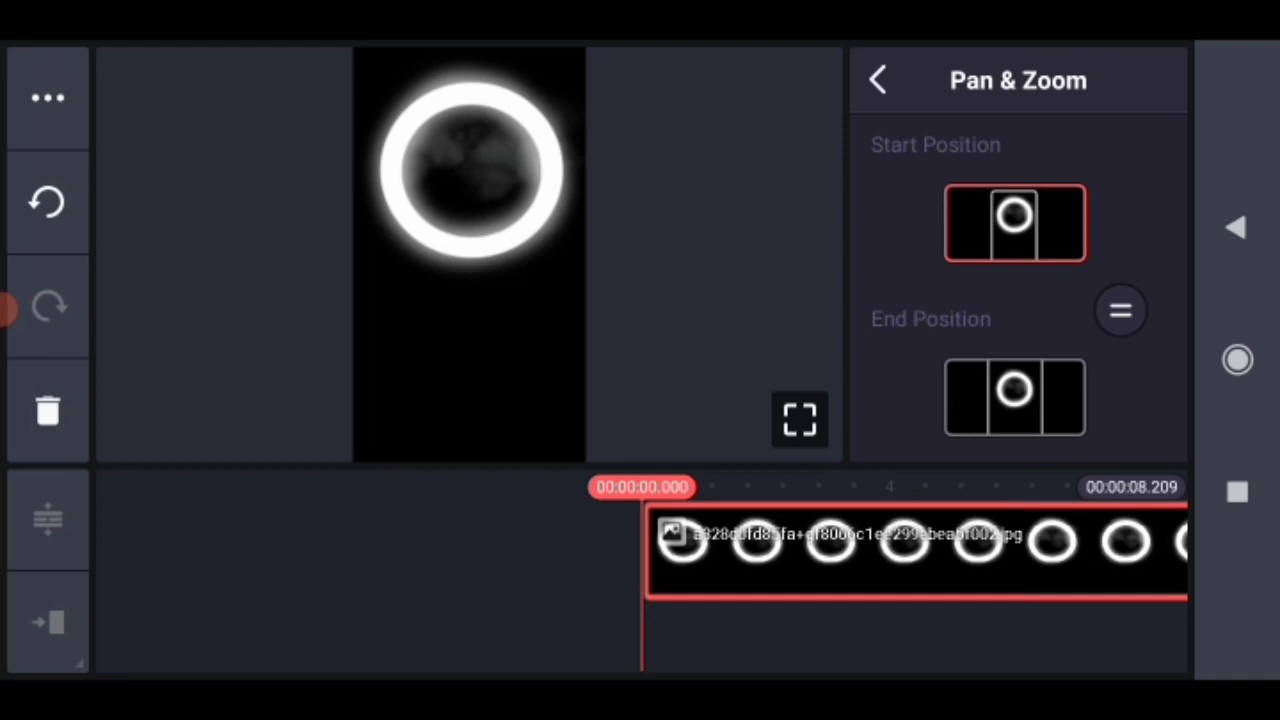 Pan & Zoom
Start Position
End Position
00:00:00.000
4
00:00:08.209